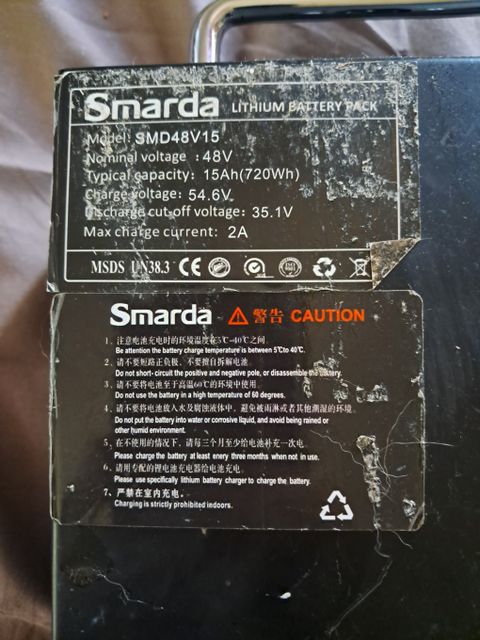 Smarda LITHIUM BATTERY PACK
Model: SMD48V15
Nominal voltage : 48V
Typical capacity: 15Ah(720Wh)
Charge voltage: 54.6V
Discharge cut-off voltage: 35.1V
Max charge current: 2A
MSDS UN38.3 CE
Smarda 警告 CAUTION
1、注意电池充电时的环境温度在5℃-40℃之间.
Be attention the battery charge temperature is between 5℃to 40℃.
2、请不要短路正负极、不要擅自拆解电池.
Do not short- circuit the positive and negative pole, or disassemble the battery.
3、请不要将电池至于高温60℃的环境中使用.
Do not use the battery in a high temperature of 60 degrees.
4、请不要将电池放入水及腐蚀液体中，避免被雨淋或者其他潮湿的环境.
Do not put the battery into water or corrosive liquid, and avoid being rained or
other humid environment.
5、在不使用的情况下，请每三个月至少给电池补充一次电.
Please charge the battery at least enery three months when not in use.
6、请用专配的锂电池充电器给电池充电.
Please use specifically lithium battery charger to charge the battery.
7、严禁在室内充电.
Charging is strictly prohibited indoors.